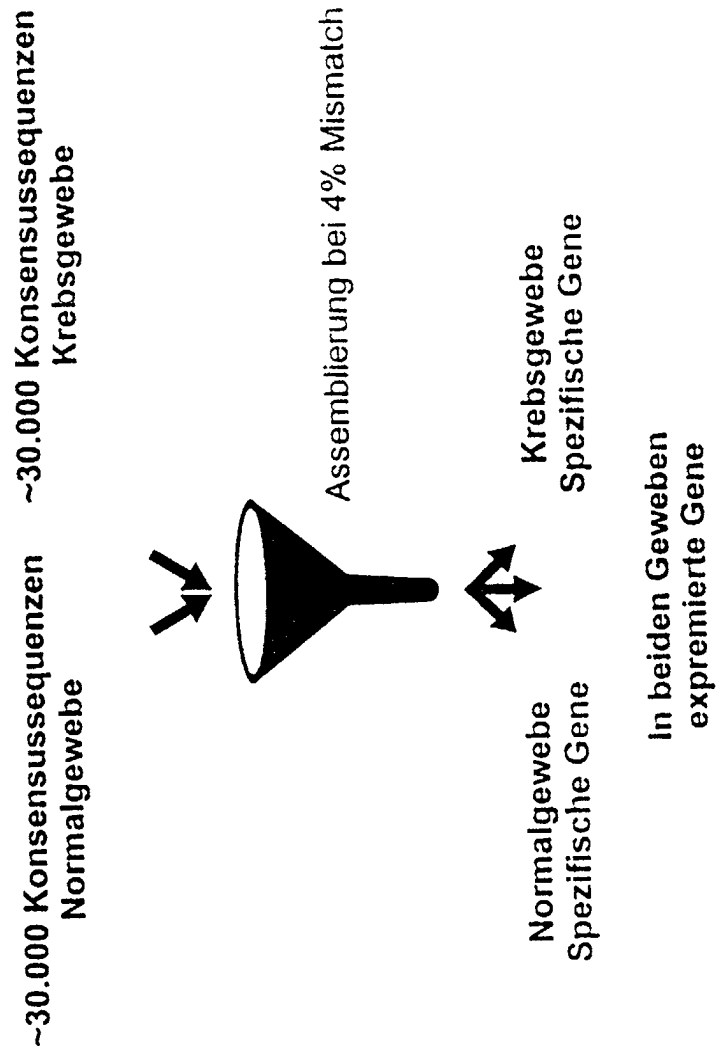 ~30.000 Konsensussequenzen
Normalgewebe
~30.000 Konsensussequenzen
Krebsgewebe
Assemblierung bei 4% Mismatch
Normalgewebe
Spezifische Gene
Krebsgewebe
Spezifische Gene
In beiden Geweben
expremierte Gene